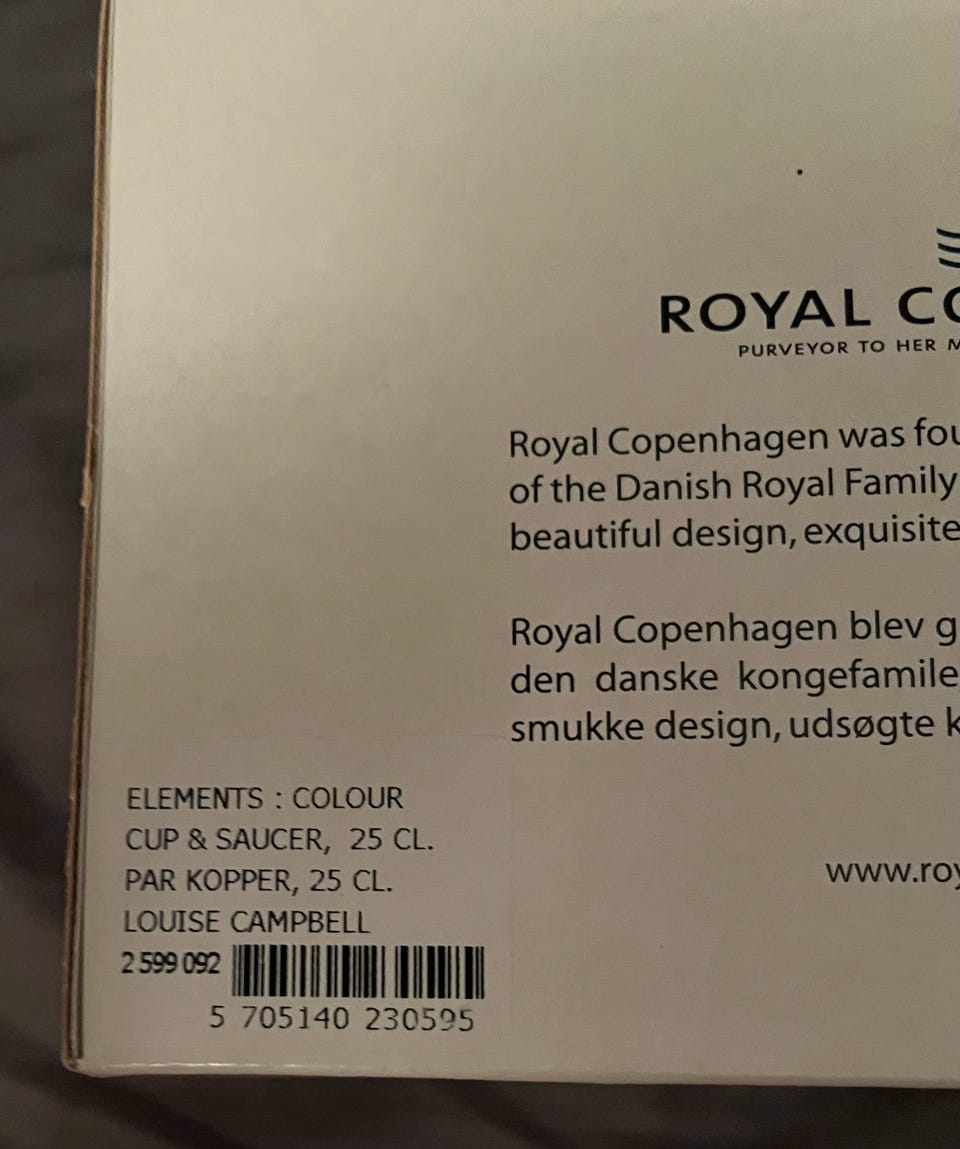 ROYAL CO
PURVEYOR TO HER M
Royal Copenhagen was fou
of the Danish Royal Family
beautiful design, exquisite
Royal Copenhagen blev g
den danske kongefamile
smukke design, udsøgte k
www.roy
ELEMENTS : COLOUR
CUP & SAUCER, 25 CL.
PAR KOPPER, 25 CL.
LOUISE CAMPBELL
2 599 092
5 705140 230595